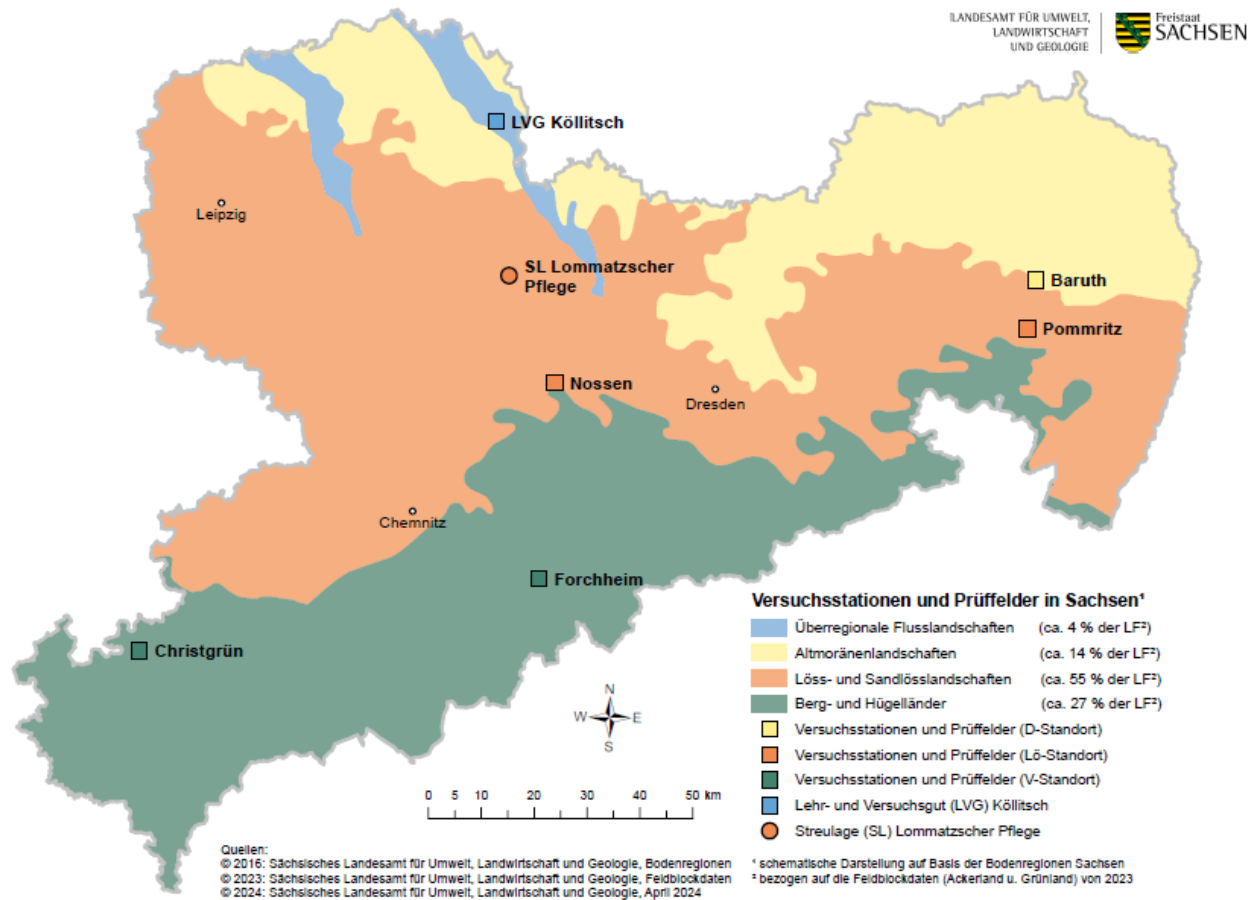 LANDESAMT FÜR UMWELT,
LANDWIRTSCHAFT
UND GEOLOGIE
Freistaat
SACHSEN
LVG Köllitsch
Leipzig
SL Lommatzscher
Pflege
Baruth
Pommritz
Nossen
Dresden
Chemnitz
Forchheim
Christgrün
N
W E
S
0 5 10 20 30 40 50 km
Versuchsstationen und Prüffelder in Sachsen¹
Überregionale Flusslandschaften (ca. 4 % der LF²)
Altmoränenlandschaften (ca. 14 % der LF²)
Löss- und Sandlösslandschaften (ca. 55 % der LF²)
Berg- und Hügelländer (ca. 27 % der LF²)
Versuchsstationen und Prüffelder (D-Standort)
Versuchsstationen und Prüffelder (Lö-Standort)
Versuchsstationen und Prüffelder (V-Standort)
Lehr- und Versuchsgut (LVG) Köllitsch
Streulage (SL) Lommatzscher Pflege
Quellen:
© 2016: Sächsisches Landesamt für Umwelt, Landwirtschaft und Geologie, Bodenregionen
© 2023: Sächsisches Landesamt für Umwelt, Landwirtschaft und Geologie, Feldblockdaten
© 2024: Sächsisches Landesamt für Umwelt, Landwirtschaft und Geologie, April 2024
¹ schematische Darstellung auf Basis der Bodenregionen Sachsen
² bezogen auf die Feldblockdaten (Ackerland u. Grünland) von 2023